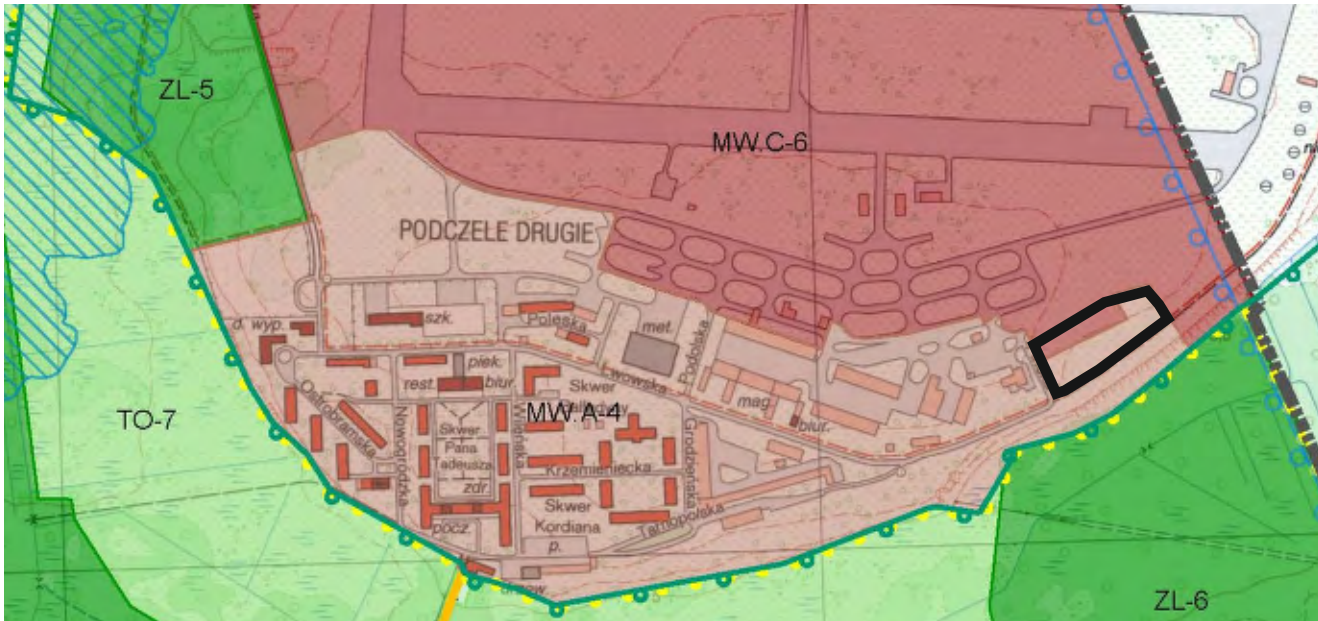 ZL-5
MW.C-6
PODCZELE DRUGIE
d. wyp.
szk.
Poleska
met.
Podolska
piek.
rest.
biur.
Lwowska
Skwer
MW.A-4
mag.
biur.
TO-7
Ostrobramska
Nowogródzka
Skwer
Pana
Tadeusza
Wileńska
Krzemieniecka
Grodzieńska
zdr.
Skwer
Kordiana
Tarnopolska
pocz.
p.
ZL-6